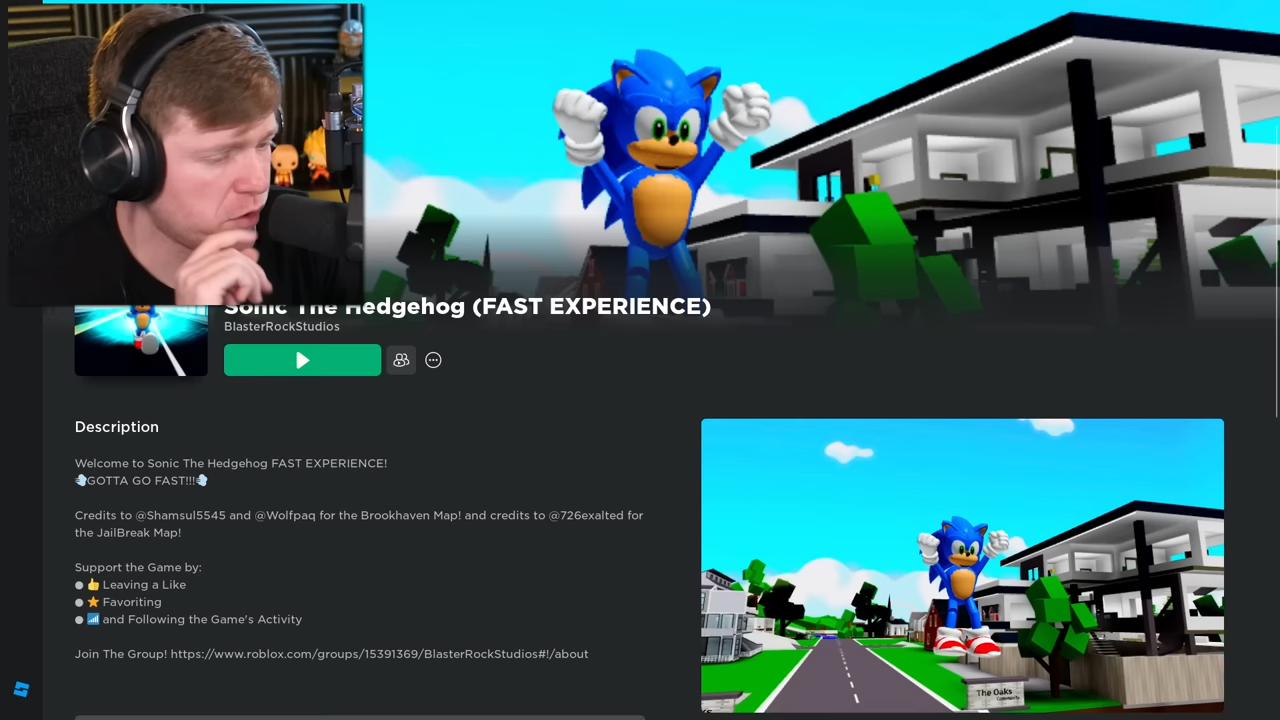 Sonic The Hedgehog (FAST EXPERIENCE)
BlasterRockStudios
Description
Welcome to Sonic The Hedgehog FAST EXPERIENCE!
💨GOTTA GO FAST!!!💨
Credits to @Shamsul5545 and @Wolfpaq for the Brookhaven Map! and credits to @726exalted for
the JailBreak Map!
Support the Game by:
● 👍 Leaving a Like
● ⭐ Favoriting
● 📶 and Following the Game's Activity
Join The Group! https://www.roblox.com/groups/15391369/BlasterRockStudios#!/about
The Oaks
Community